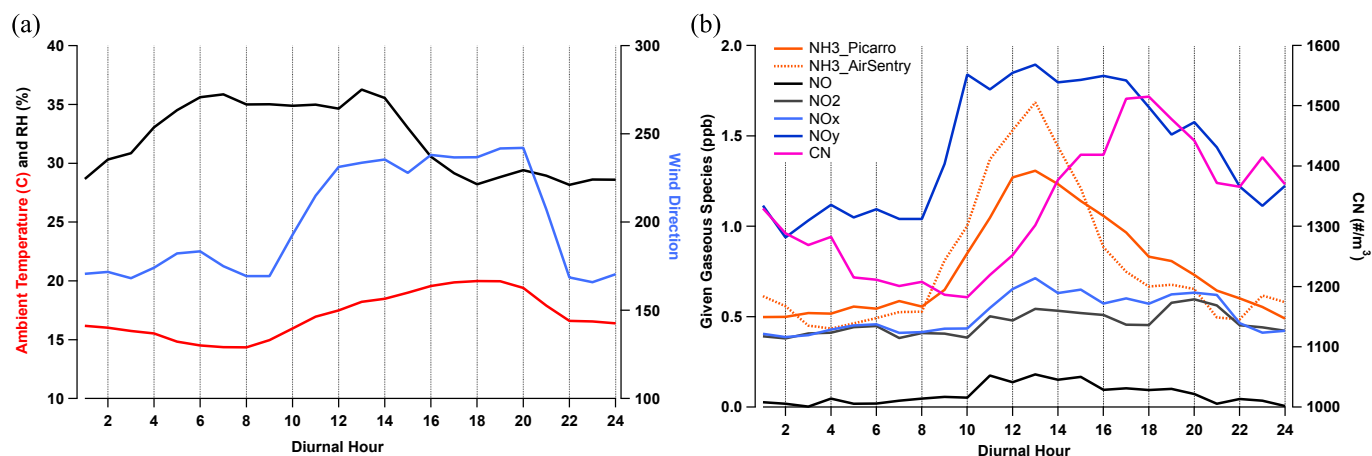 (a)
40
35
30
25
20
15
10
Ambient Temperature (C) and RH (%)
300
250
200
150
100
Wind Direction
2 4 6 8 10 12 14 16 18 20 22 24
Diurnal Hour
(b)
2.0
1.5
1.0
0.5
0.0
Given Gaseous Species (ppb)
NH3_Picarro
NH3_AirSentry
NO
NO2
NOx
NOy
CN
1600
1500
1400
1300
1200
1100
1000
CN (#/m³)
2 4 6 8 10 12 14 16 18 20 22 24
Diurnal Hour